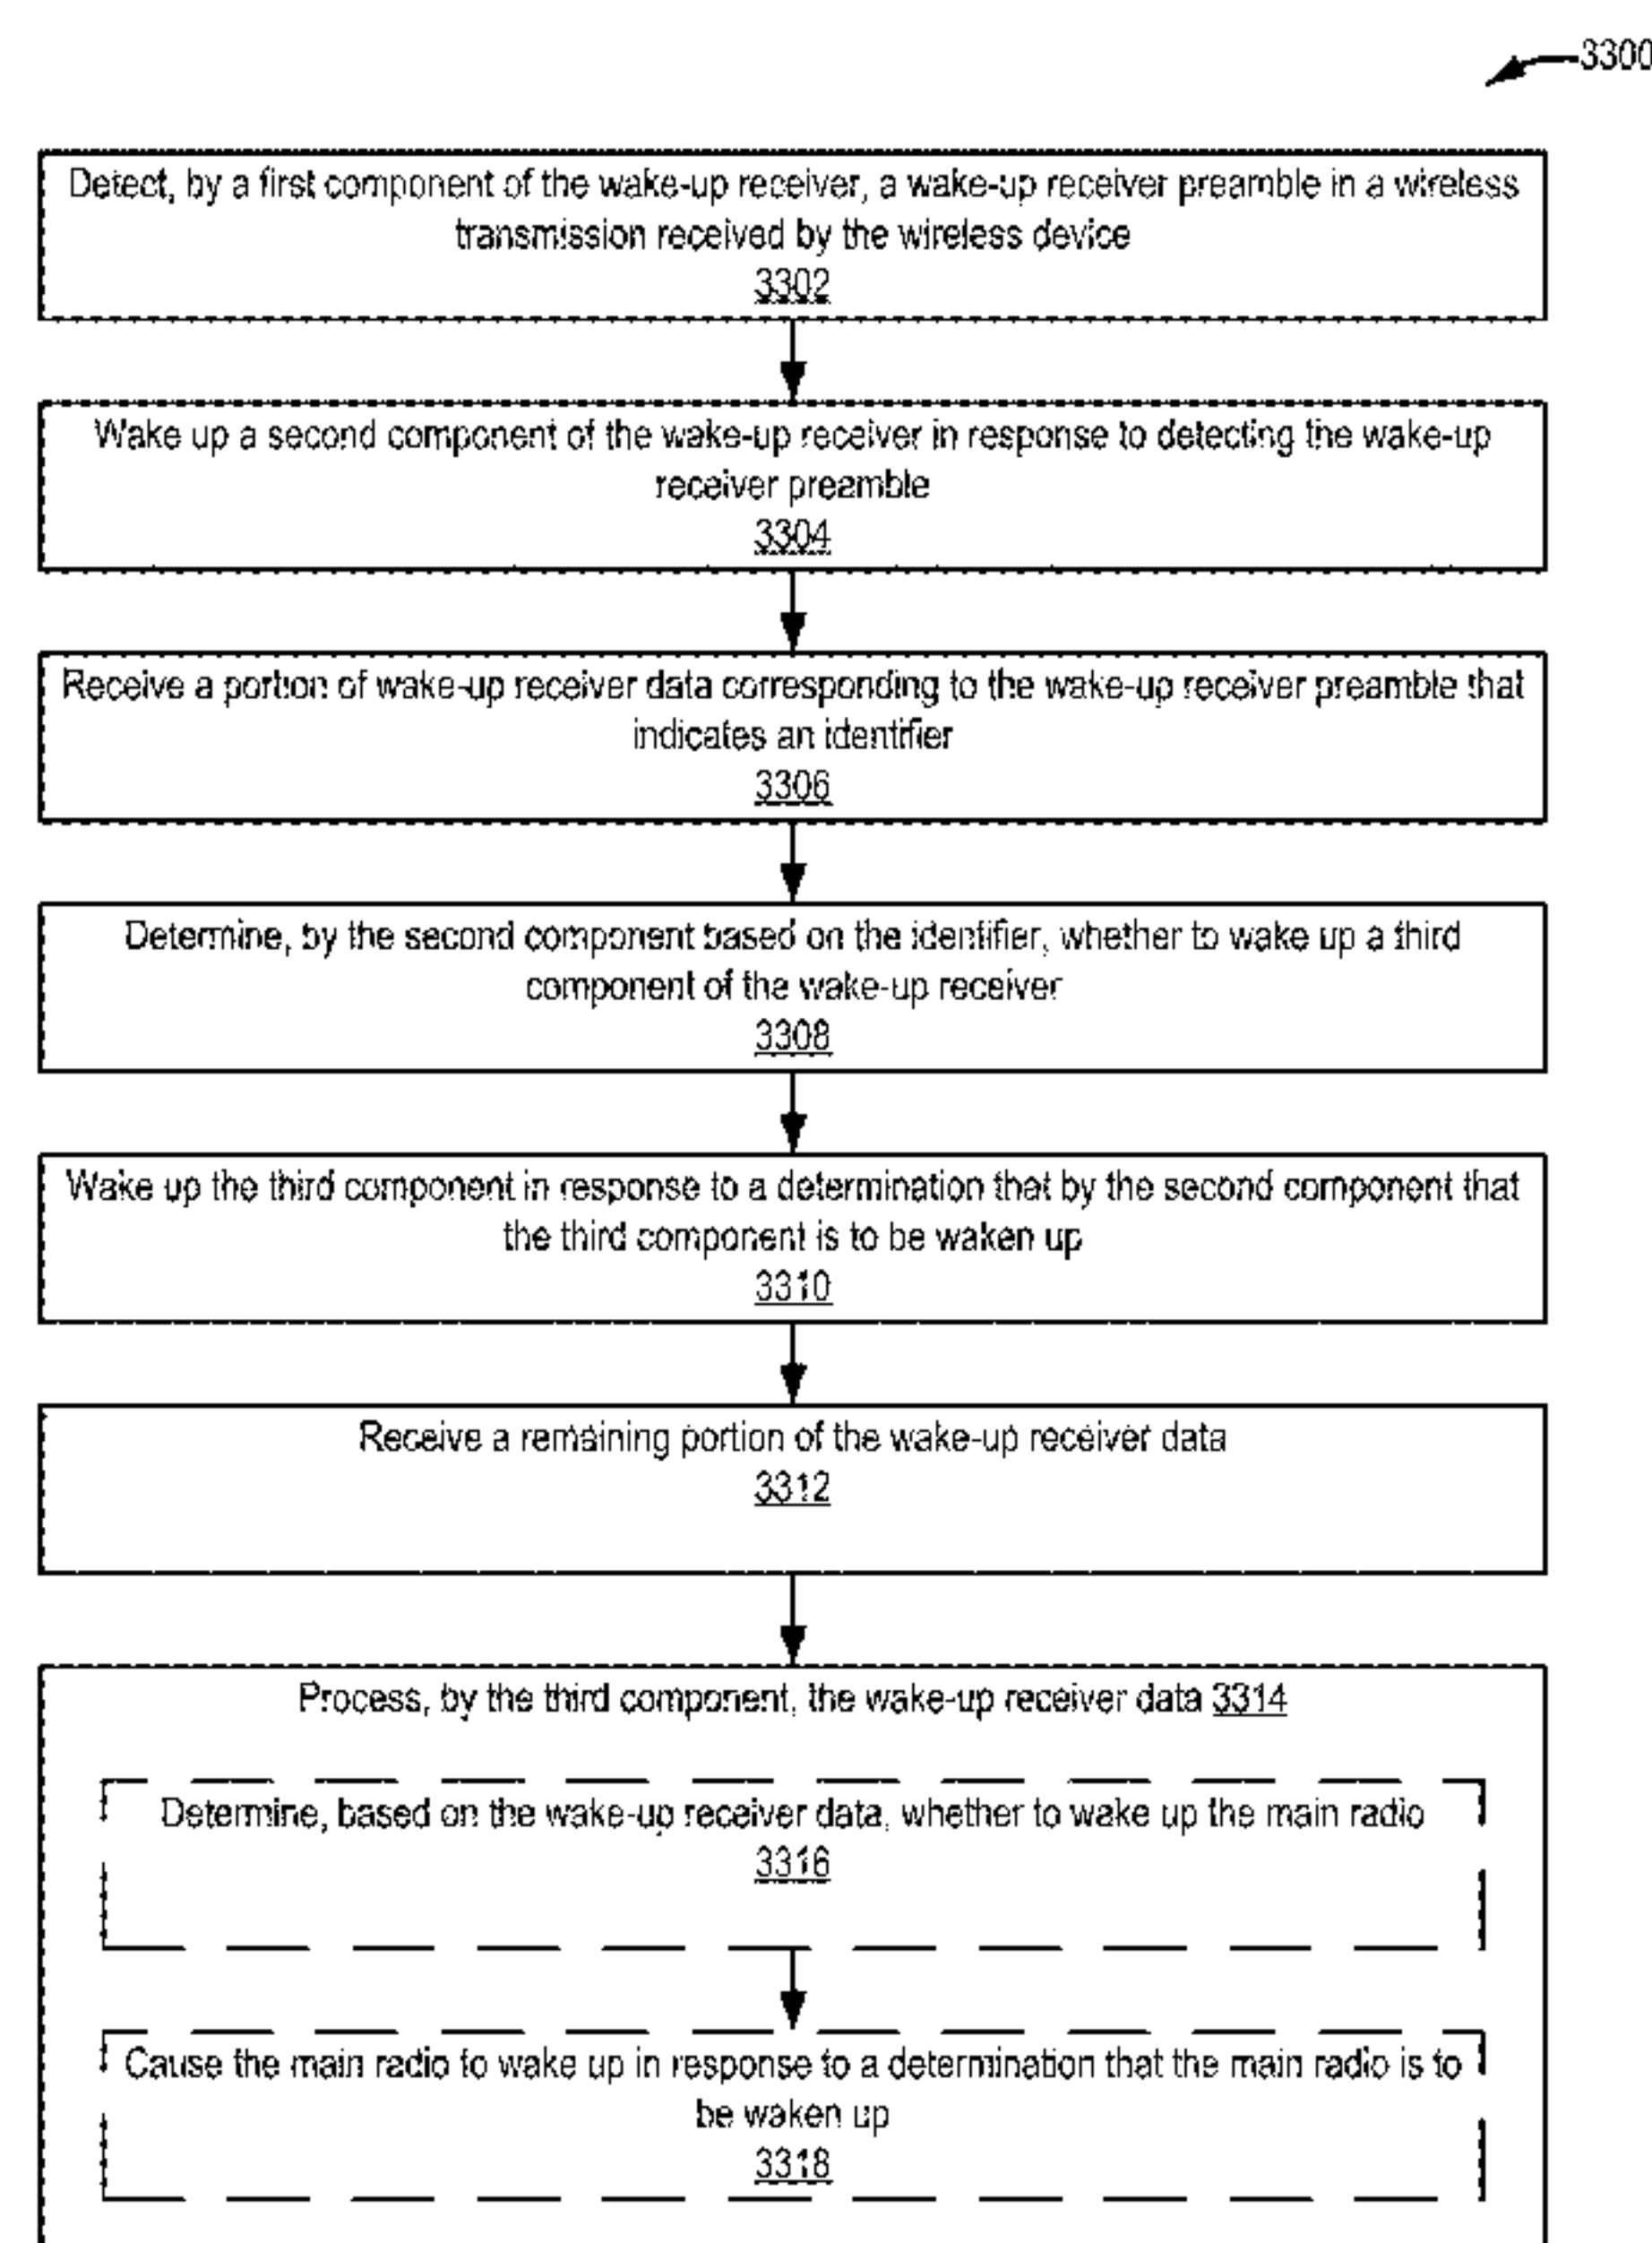 3300
Detect, by a first component of the wake-up receiver, a wake-up receiver preamble in a wireless
transmission received by the wireless device
3302
Wake up a second component of the wake-up receiver in response to detecting the wake-up
receiver preamble
3304
Receive a portion of wake-up receiver data corresponding to the wake-up receiver preamble that
indicates an identifier
3306
Determine, by the second component based on the identifier, whether to wake up a third
component of the wake-up receiver
3308
Wake up the third component in response to a determination that by the second component that
the third component is to be waken up
3310
Receive a remaining portion of the wake-up receiver data
3312
Process, by the third component, the wake-up receiver data 3314
Determine, based on the wake-up receiver data, whether to wake up the main radio
3316
Cause the main radio to wake up in response to a determination that the main radio is to
be waken up
3318